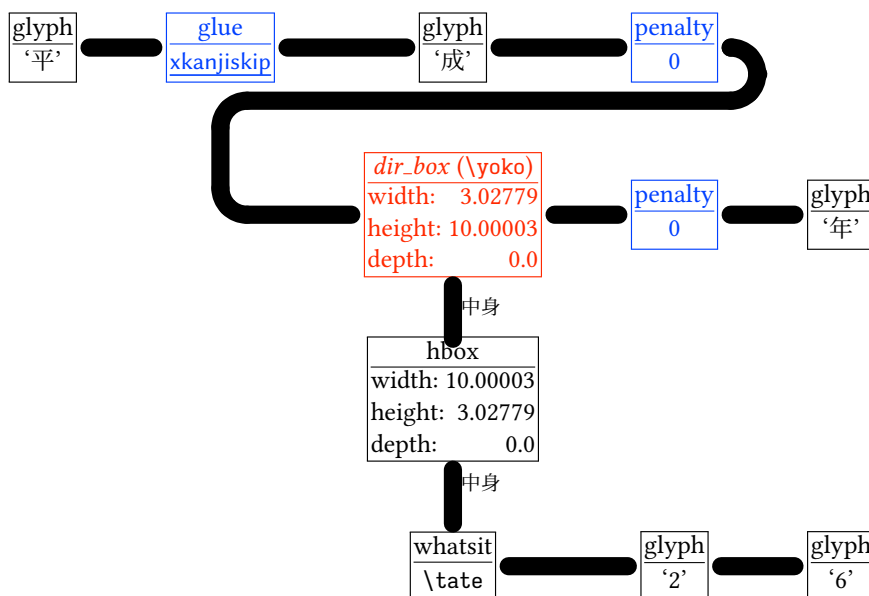 glyph
‘平’
glue
xkanjiskip
glyph
‘成’
penalty
0
dir_box (\yoko)
width: 3.02779
height: 10.00003
depth: 0.0
penalty
0
glyph
‘年’
中身
hbox
width: 10.00003
height: 3.02779
depth: 0.0
中身
whatsit
\tate
glyph
‘2’
glyph
‘6’